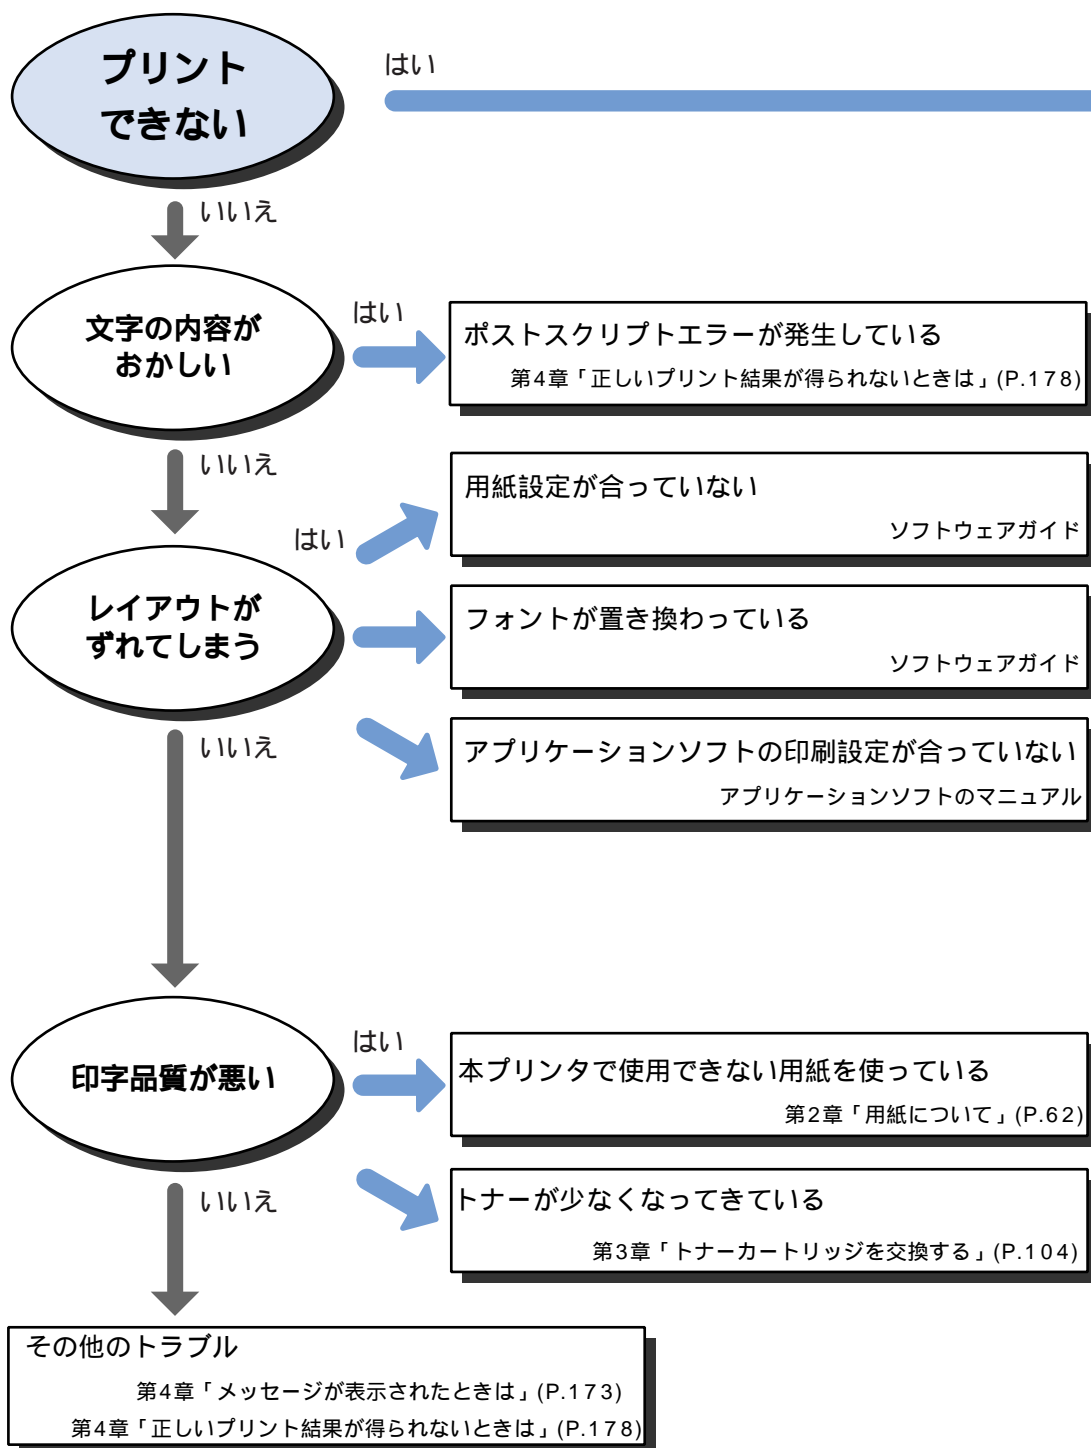 プリント
できない
はい
いいえ
文字の内容が
おかしい
はい
ポストスクリプトエラーが発生している
第4章「正しいプリント結果が得られないときは」(P.178)
いいえ
はい
用紙設定が合っていない
ソフトウェアガイド
レイアウトが
ずれてしまう
フォントが置き換わっている
ソフトウェアガイド
いいえ
アプリケーションソフトの印刷設定が合っていない
アプリケーションソフトのマニュアル
印字品質が悪い
はい
本プリンタで使用できない用紙を使っている
第2章「用紙について」(P.62)
いいえ
トナーが少なくなってきている
第3章「トナーカートリッジを交換する」(P.104)
その他のトラブル
第4章「メッセージが表示されたときは」(P.173)
第4章「正しいプリント結果が得られないときは」(P.178)